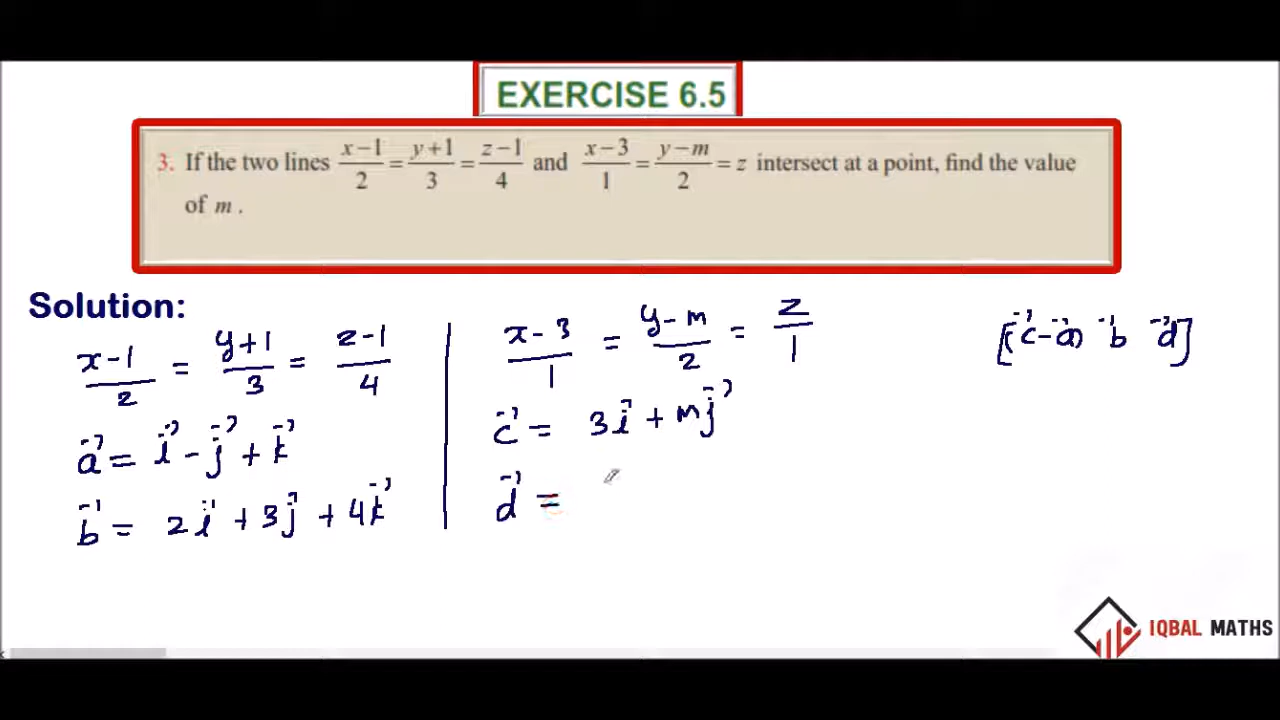 EXERCISE 6.5
3. If the two lines (x−1)/2 = (y+1)/3 = (z−1)/4 and (x−3)/1 = (y−m)/2 = z intersect at a point, find the value
of m .
Solution:
(x−1)/2 = (y+1)/3 = (z−1)/4
a⃗ = i⃗ − j⃗ + k⃗
b⃗ = 2i⃗ + 3j⃗ + 4k⃗
(x−3)/1 = (y−m)/2 = z/1
c⃗ = 3i⃗ + mj⃗
d⃗ =
[(c⃗−a⃗) b⃗ d⃗]
IQBAL MATHS